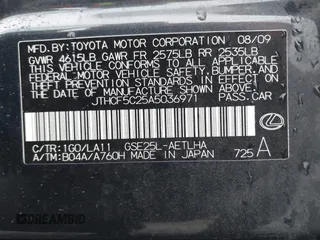 MFD. BY: TOYOTA MOTOR CORPORATION 08/09
GVWR 4615LB GAWR FR 2575LB RR 2535LB
THIS VEHICLE CONFORMS TO ALL APPLICABLE
FEDERAL MOTOR VEHICLE SAFETY, BUMPER, AND
THEFT PREVENTION STANDARDS IN EFFECT ON
THE DATE OF MANUFACTURE SHOWN ABOVE.
JTHCF5C25A5036971 PASS.CAR
C/TR:1G0/LA11 GSE25L-AETLHA
A/TM:B04A/A760H MADE IN JAPAN 725 A
DREAMBID